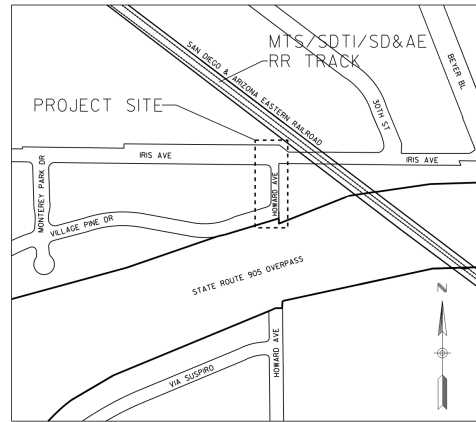 MTS/SDTI/SD&AE
RR TRACK
SAN DIEGO & ARIZONA EASTERN RAILROAD
30TH ST
BEYER BL
PROJECT SITE
IRIS AVE
IRIS AVE
MONTEREY PARK DR
HOWARD AVE
VILLAGE PINE DR
STATE ROUTE 905 OVERPASS
N
HOWARD AVE
VIA SUSPIRO